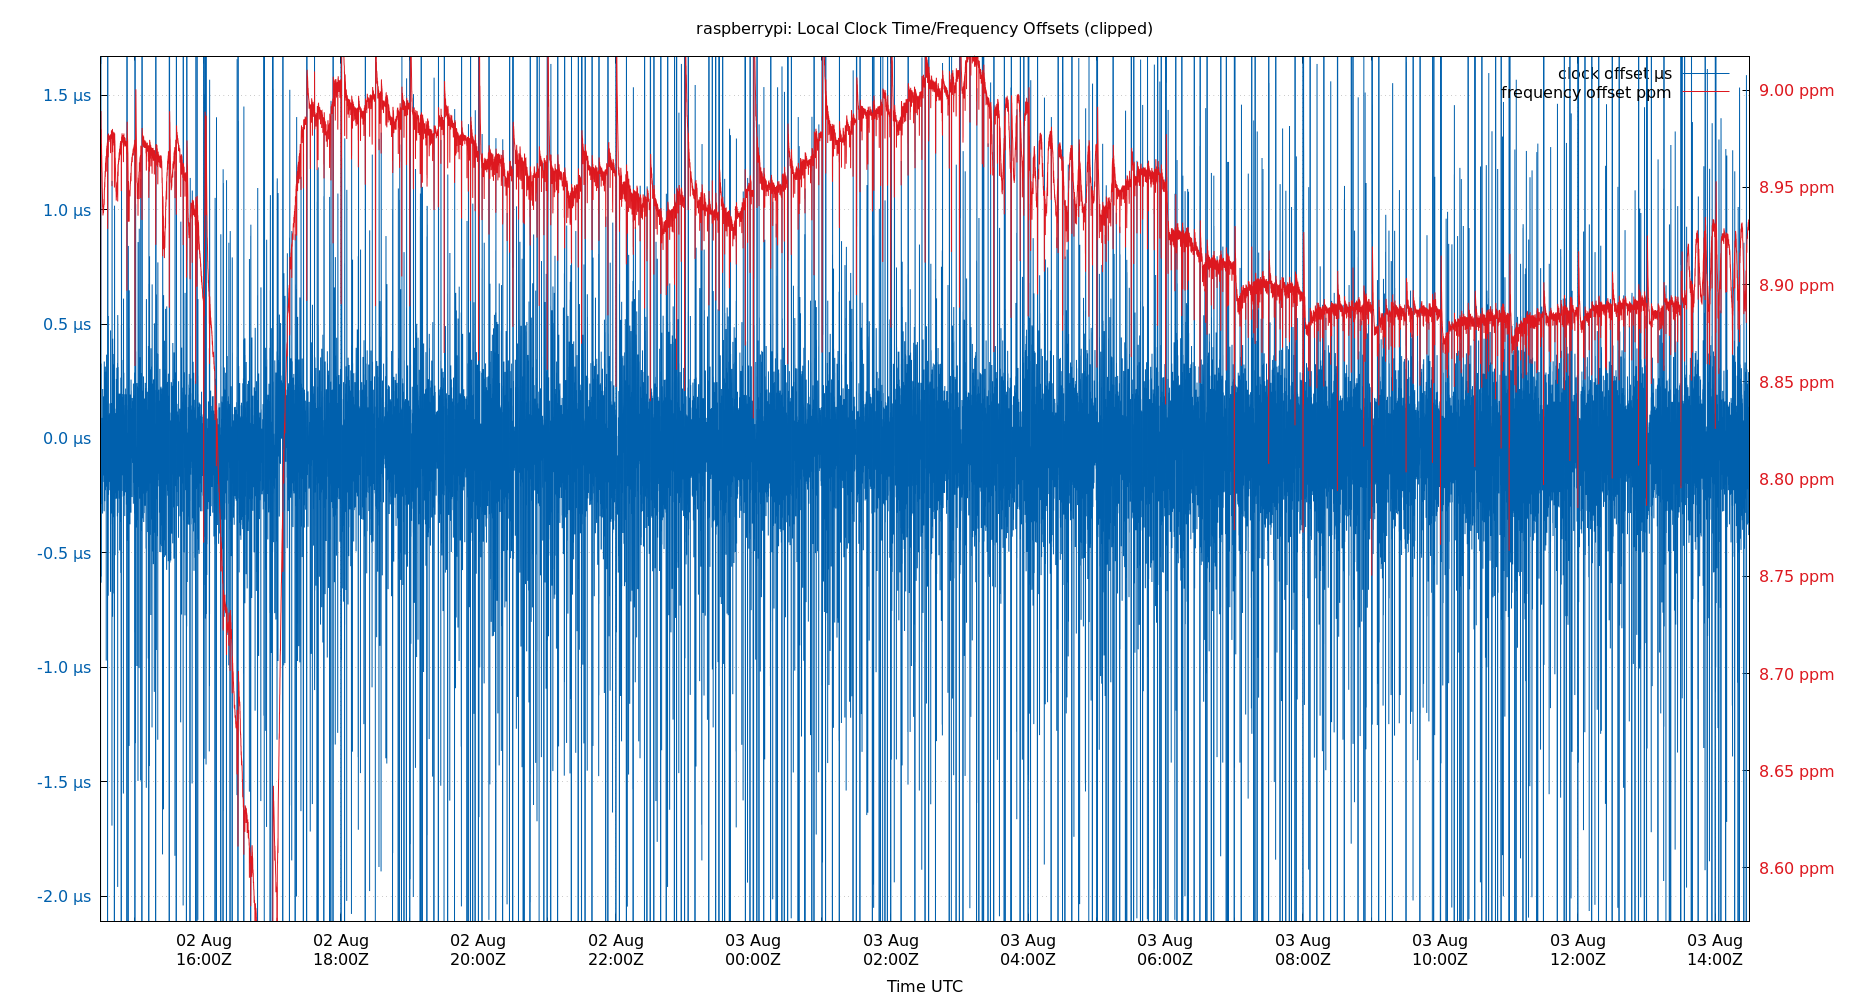 raspberrypi: Local Clock Time/Frequency Offsets (clipped)
clock offset µs
frequency offset ppm
1.5 µs
1.0 µs
0.5 µs
0.0 µs
-0.5 µs
-1.0 µs
-1.5 µs
-2.0 µs
9.00 ppm
8.95 ppm
8.90 ppm
8.85 ppm
8.80 ppm
8.75 ppm
8.70 ppm
8.65 ppm
8.60 ppm
02 Aug 02 Aug 02 Aug 02 Aug 03 Aug 03 Aug 03 Aug 03 Aug 03 Aug 03 Aug 03 Aug 03 Aug
16:00Z 18:00Z 20:00Z 22:00Z 00:00Z 02:00Z 04:00Z 06:00Z 08:00Z 10:00Z 12:00Z 14:00Z
Time UTC